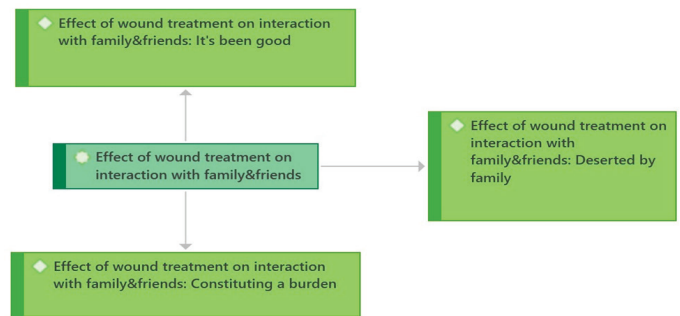 Effect of wound treatment on interaction
with family&friends: It's been good
Effect of wound treatment on
interaction with family&friends
Effect of wound treatment on
interaction with
family&friends: Deserted by
family
Effect of wound treatment on interaction
with family&friends: Constituting a burden